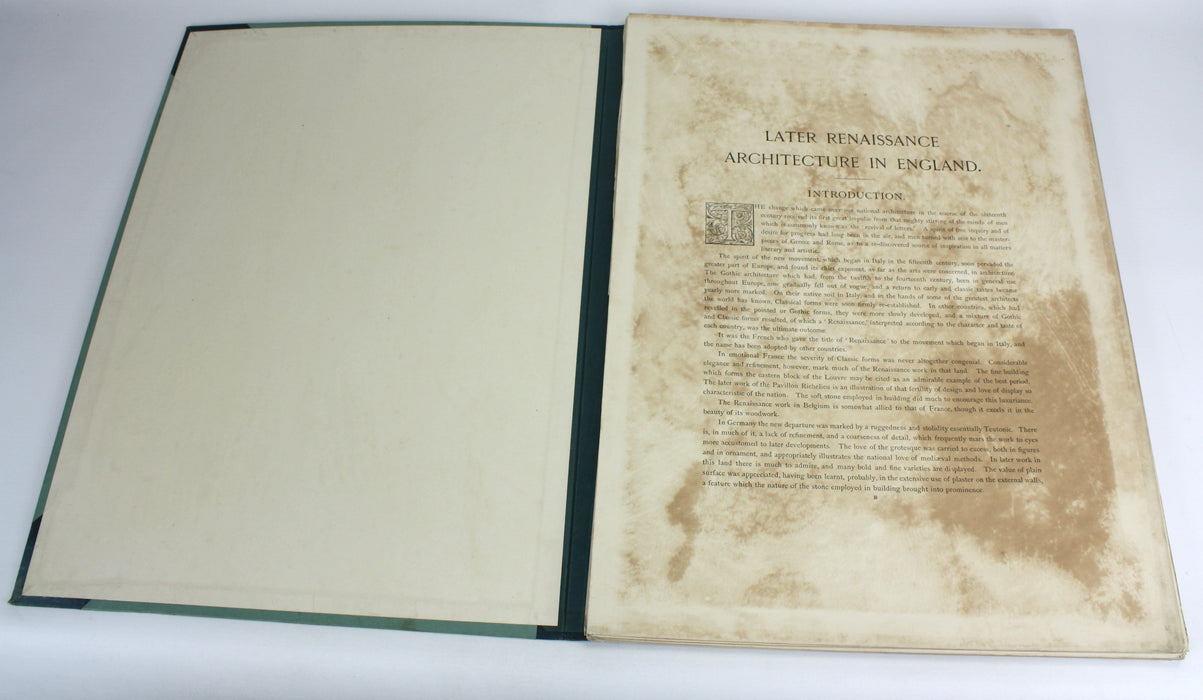 LATER RENAISSANCE
ARCHITECTURE IN ENGLAND.
INTRODUCTION.
THE change which came over our national architecture in the course of the sixteenth
century received its first great impulse from that mighty stirring of the minds of men
which is commonly known as the 'revival of letters.' A spirit of free inquiry and of
desire for progress had long been in the air, and men turned with zest to the master-
pieces of Greece and Rome, as to a re-discovered source of inspiration in all matters
literary and artistic.
The spirit of the new movement, which began in Italy in the fifteenth century, soon pervaded the
greater part of Europe, and found its chief exponent, as far as the arts were concerned, in architecture.
The Gothic architecture which had, from the twelfth to the fourteenth century, been in general use
throughout Europe, now gradually fell out of vogue, and a return to early and classic tastes became
yearly more marked. On their native soil in Italy, and in the hands of some of the greatest architects
the world has known, Classical forms were soon firmly re-established. In other countries, which had
revelled in the pointed or Gothic forms, they were more slowly developed, and a mixture of Gothic
and Classic forms resulted, of which a 'Renaissance,' interpreted according to the character and taste of
each country, was the ultimate outcome.
It was the French who gave the title of 'Renaissance' to the movement which began in Italy, and
the name has been adopted by other countries.
In emotional France the severity of Classic forms was never altogether congenial. Considerable
elegance and refinement, however, mark much of the Renaissance work in that land. The fine building
which forms the eastern block of the Louvre may be cited as an admirable example of the best period.
The later work of the Pavillon Richelieu is an illustration of that fertility of design and love of display so
characteristic of the nation. The soft stone employed in building did much to encourage this luxuriance.
The Renaissance work in Belgium is somewhat allied to that of France, though it exceeds it in the
beauty of its woodwork.
In Germany the new departure was marked by a ruggedness and stolidity essentially Teutonic. There
is, in much of it, a lack of refinement, and a coarseness of detail, which frequently mars the work to eyes
more accustomed to later developments. The love of the grotesque was carried to excess, both in figures
and in ornament, and appropriately illustrates the national love of mediæval methods. In later work in
this land there is much to admire, and many bold and fine varieties are displayed. The value of plain
surface was appreciated, having been learnt, probably, in the extensive use of plaster on the external walls,
a feature which the nature of the stone employed in building brought into prominence.
B